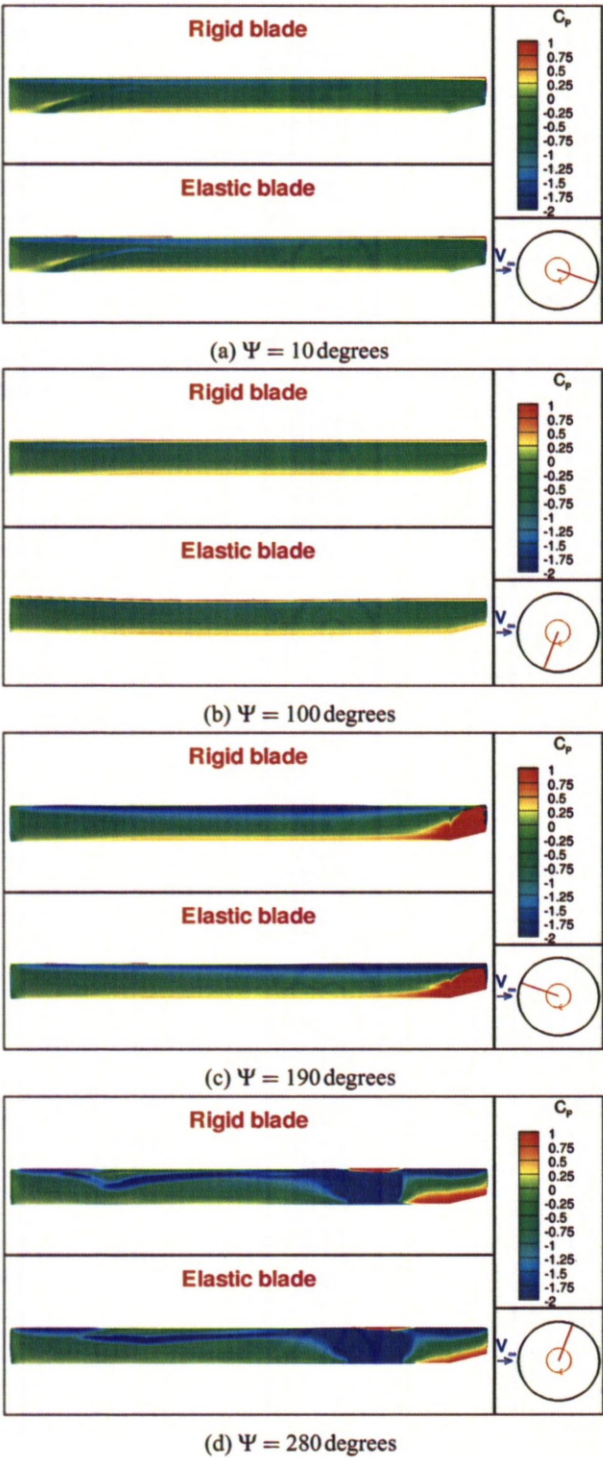 Rigid blade
Elastic blade
C_P
1
0.75
0.5
0.25
0
-0.25
-0.5
-0.75
-1
-1.25
-1.5
-1.75
-2
V_∞
(a) Ψ = 10 degrees
Rigid blade
Elastic blade
C_P
1
0.75
0.5
0.25
0
-0.25
-0.5
-0.75
-1
-1.25
-1.5
-1.75
-2
V_∞
(b) Ψ = 100 degrees
Rigid blade
Elastic blade
C_P
1
0.75
0.5
0.25
0
-0.25
-0.5
-0.75
-1
-1.25
-1.5
-1.75
-2
V_∞
(c) Ψ = 190 degrees
Rigid blade
Elastic blade
C_P
1
0.75
0.5
0.25
0
-0.25
-0.5
-0.75
-1
-1.25
-1.5
-1.75
-2
V_∞
(d) Ψ = 280 degrees